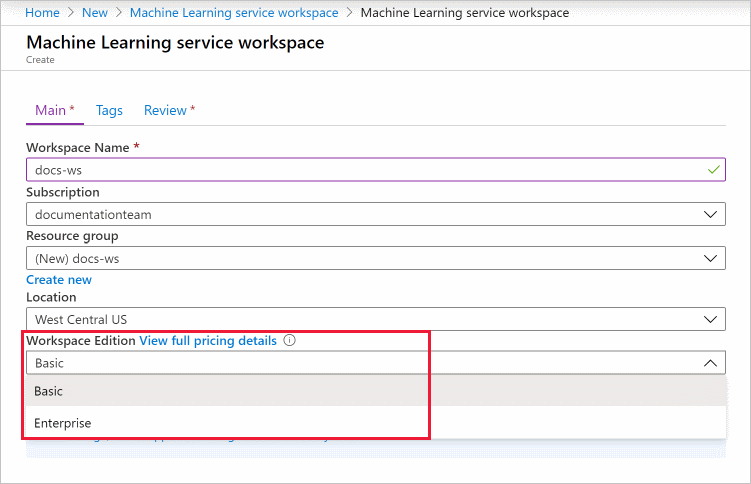 Home > New > Machine Learning service workspace > Machine Learning service workspace
Machine Learning service workspace
Create
Main * Tags Review *
Workspace Name *
docs-ws
Subscription
documentationteam
Resource group
(New) docs-ws
Create new
Location
West Central US
Workspace Edition View full pricing details
Basic
Basic
Enterprise